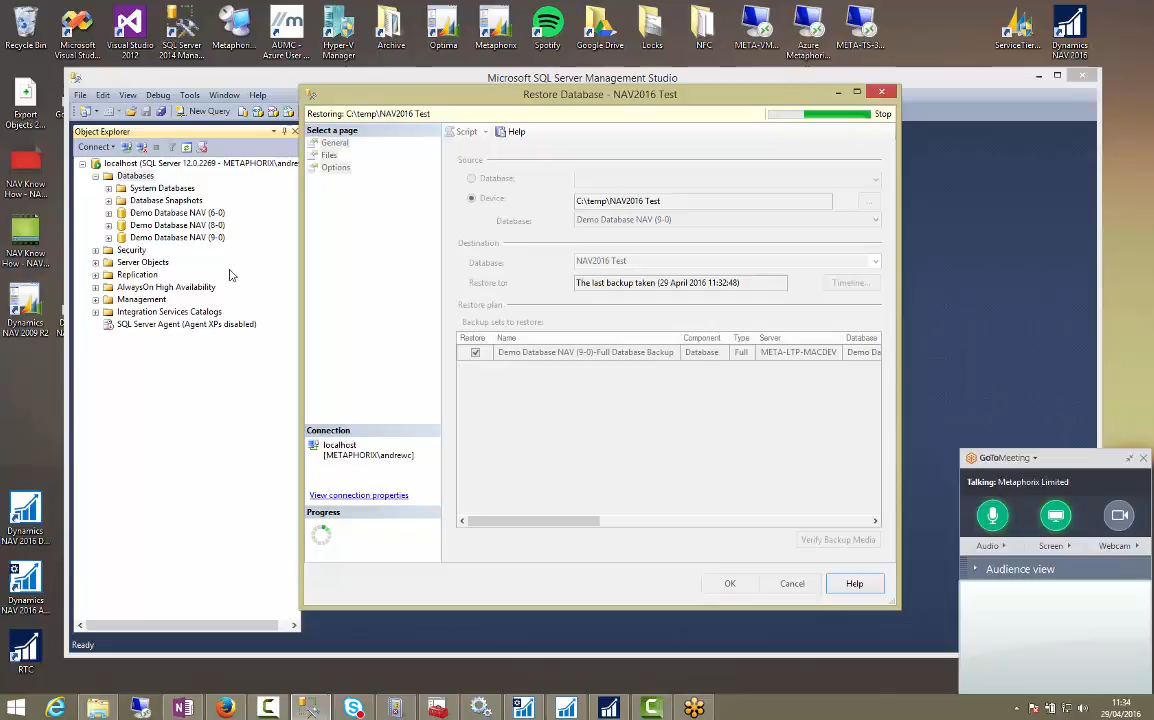 Recycle Bin
Microsoft
Visual Stud...
Visual Studio
2012
SQL Server
2014 Mana...
Metaphon...
AUMC -
Azure User...
Hyper-V
Manager
Archive
Optima
Metaphorix
Spotify
Google Drive
Locks
NFC
META-VM...
Azure
Metaphori...
META-TS-3...
ServiceTier...
Dynamics
NAV 2016
Export
Objects 2...
NAV Know
How - NA...
NAV Know
How - NAV...
Dynamics
NAV 2009 R2
Dynamics
NAV 2016 D...
Dynamics
NAV 2016 A...
RTC
Microsoft SQL Server Management Studio
File Edit View Debug Tools Window Help
New Query
Object Explorer
Connect
localhost (SQL Server 12.0.2269 - METAPHORIX\andrew
Databases
System Databases
Database Snapshots
Demo Database NAV (6-0)
Demo Database NAV (8-0)
Demo Database NAV (9-0)
Security
Server Objects
Replication
AlwaysOn High Availability
Management
Integration Services Catalogs
SQL Server Agent (Agent XPs disabled)
Ready
Restore Database - NAV2016 Test
Restoring: C:\temp\NAV2016 Test
Stop
Select a page
General
Files
Options
Script
Help
Source
Database:
Device:
C:\temp\NAV2016 Test
...
Database:
Demo Database NAV (9-0)
Destination
Database:
NAV2016 Test
Restore to:
The last backup taken (29 April 2016 11:32:48)
Timeline...
Restore plan
Backup sets to restore:
Restore Name Component Type Server Database
Demo Database NAV (9-0)-Full Database Backup Database Full META-LTP-MACDEV Demo Da
Connection
localhost
[METAPHORIX\andrewc]
View connection properties
Progress
Verify Backup Media
OK
Cancel
Help
GoToMeeting
Talking: Metaphorix Limited
Audio
Screen
Webcam
Audience view
11:34
29/04/2016